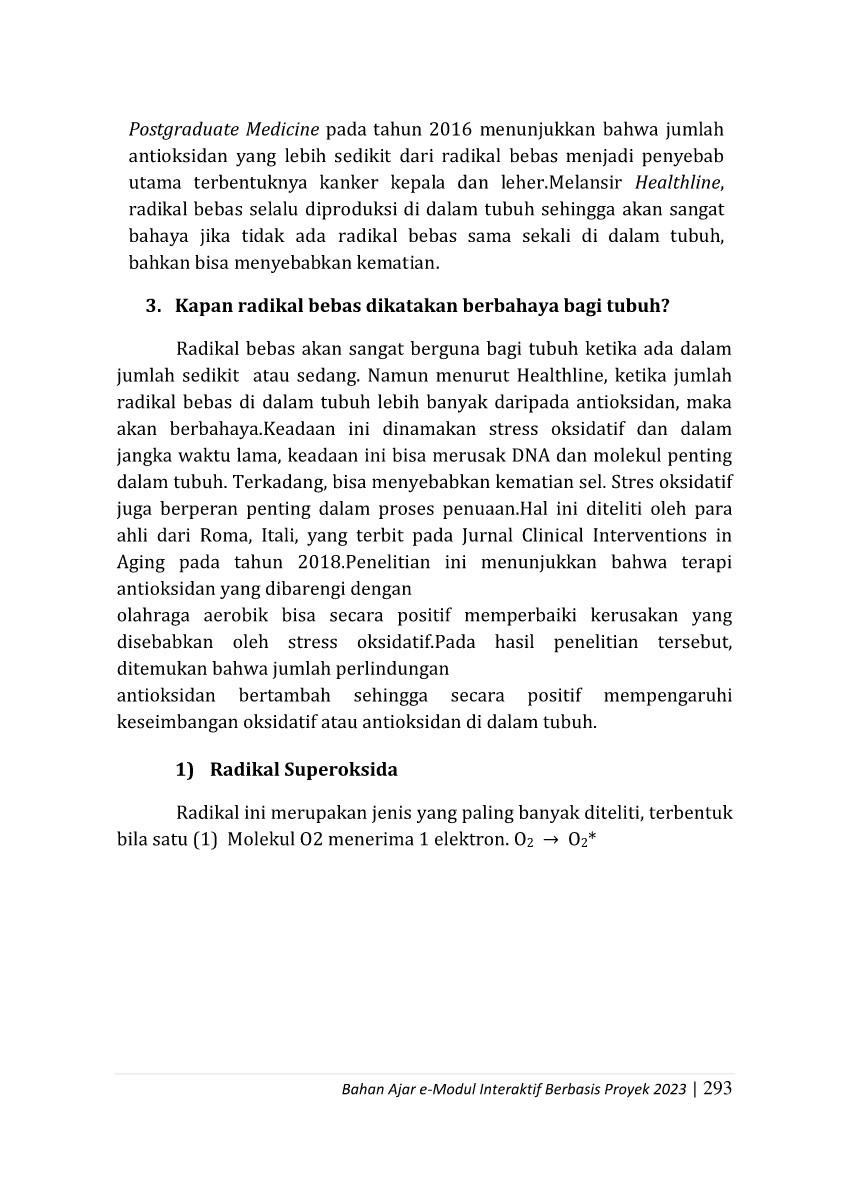 Postgraduate Medicine pada tahun 2016 menunjukkan bahwa jumlah
antioksidan yang lebih sedikit dari radikal bebas menjadi penyebab
utama terbentuknya kanker kepala dan leher.Melansir Healthline,
radikal bebas selalu diproduksi di dalam tubuh sehingga akan sangat
bahaya jika tidak ada radikal bebas sama sekali di dalam tubuh,
bahkan bisa menyebabkan kematian.
3. Kapan radikal bebas dikatakan berbahaya bagi tubuh?
Radikal bebas akan sangat berguna bagi tubuh ketika ada dalam
jumlah sedikit atau sedang. Namun menurut Healthline, ketika jumlah
radikal bebas di dalam tubuh lebih banyak daripada antioksidan, maka
akan berbahaya.Keadaan ini dinamakan stress oksidatif dan dalam
jangka waktu lama, keadaan ini bisa merusak DNA dan molekul penting
dalam tubuh. Terkadang, bisa menyebabkan kematian sel. Stres oksidatif
juga berperan penting dalam proses penuaan.Hal ini diteliti oleh para
ahli dari Roma, Itali, yang terbit pada Jurnal Clinical Interventions in
Aging pada tahun 2018.Penelitian ini menunjukkan bahwa terapi
antioksidan yang dibarengi dengan
olahraga aerobik bisa secara positif memperbaiki kerusakan yang
disebabkan oleh stress oksidatif.Pada hasil penelitian tersebut,
ditemukan bahwa jumlah perlindungan
antioksidan bertambah sehingga secara positif mempengaruhi
keseimbangan oksidatif atau antioksidan di dalam tubuh.
1) Radikal Superoksida
Radikal ini merupakan jenis yang paling banyak diteliti, terbentuk
bila satu (1) Molekul O2 menerima 1 elektron. O₂ → O₂*
Bahan Ajar e-Modul Interaktif Berbasis Proyek 2023 | 293